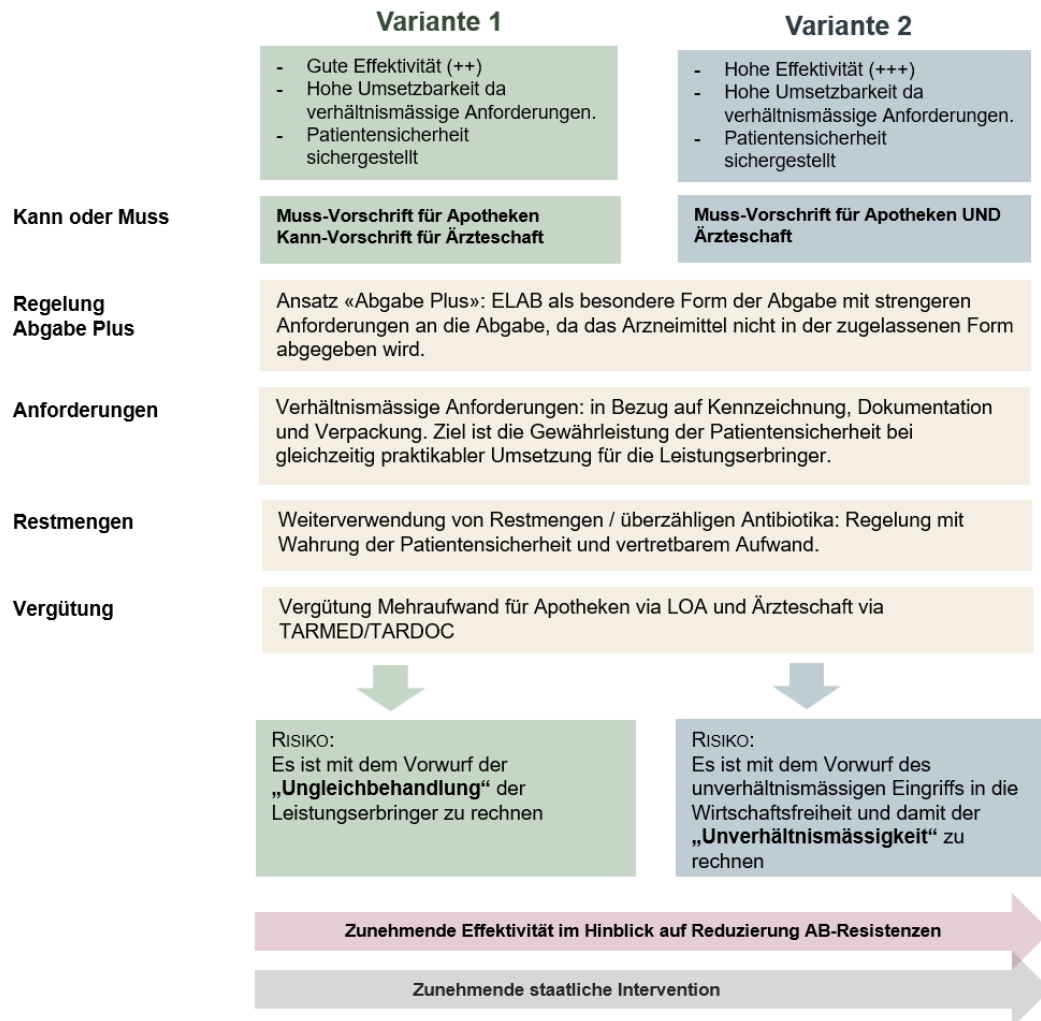 Variante 1
Variante 2
- Gute Effektivität (++)
- Hohe Umsetzbarkeit da
verhältnismässige Anforderungen.
- Patientensicherheit
sichergestellt
- Hohe Effektivität (+++)
- Hohe Umsetzbarkeit da
verhältnismässige Anforderungen.
- Patientensicherheit
sichergestellt
Kann oder Muss
Muss-Vorschrift für Apotheken
Kann-Vorschrift für Ärzteschaft
Muss-Vorschrift für Apotheken UND
Ärzteschaft
Regelung
Abgabe Plus
Ansatz «Abgabe Plus»: ELAB als besondere Form der Abgabe mit strengeren
Anforderungen an die Abgabe, da das Arzneimittel nicht in der zugelassenen Form
abgegeben wird.
Anforderungen
Verhältnismässige Anforderungen: in Bezug auf Kennzeichnung, Dokumentation
und Verpackung. Ziel ist die Gewährleistung der Patientensicherheit bei
gleichzeitig praktikabler Umsetzung für die Leistungserbringer.
Restmengen
Weiterverwendung von Restmengen / überzähligen Antibiotika: Regelung mit
Wahrung der Patientensicherheit und vertretbarem Aufwand.
Vergütung
Vergütung Mehraufwand für Apotheken via LOA und Ärzteschaft via
TARMED/TARDOC
RISIKO:
Es ist mit dem Vorwurf der
„Ungleichbehandlung“ der
Leistungserbringer zu rechnen
RISIKO:
Es ist mit dem Vorwurf des
unverhältnismässigen Eingriffs in die
Wirtschaftsfreiheit und damit der
„Unverhältnismässigkeit“ zu
rechnen
Zunehmende Effektivität im Hinblick auf Reduzierung AB-Resistenzen
Zunehmende staatliche Intervention